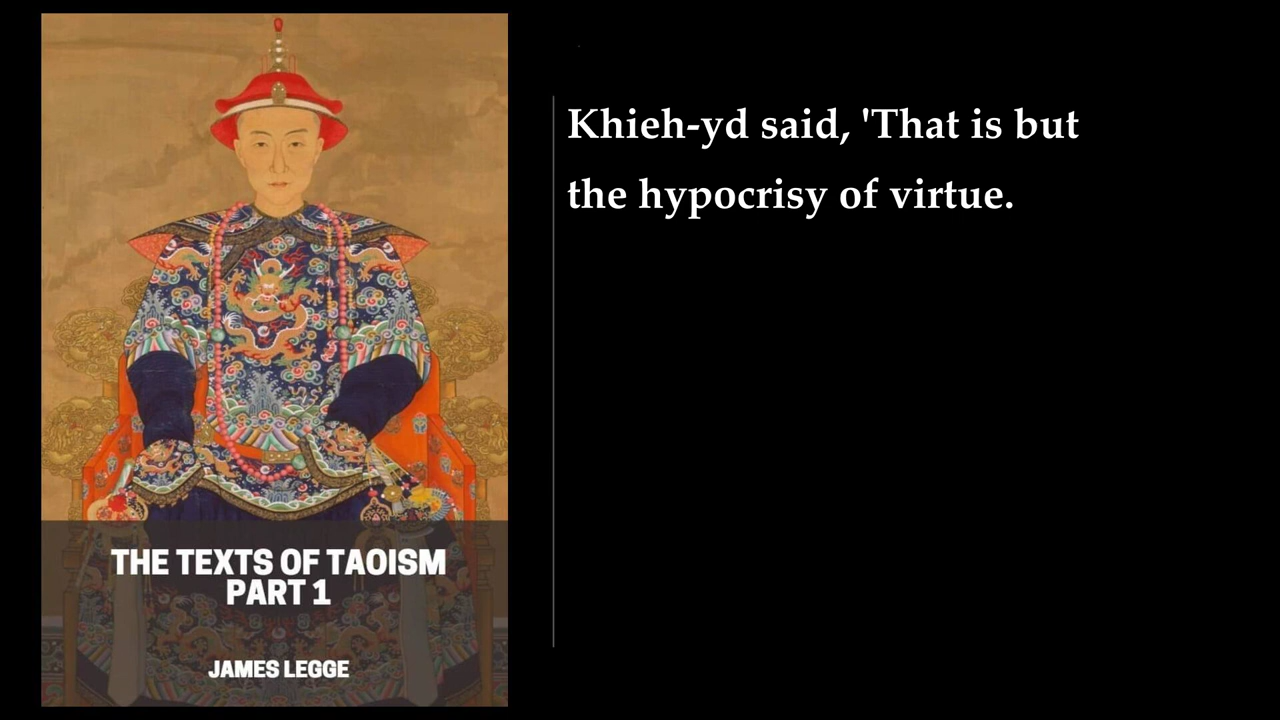 Khieh-yd said, 'That is but
the hypocrisy of virtue.
THE TEXTS OF TAOISM
PART 1
JAMES LEGGE